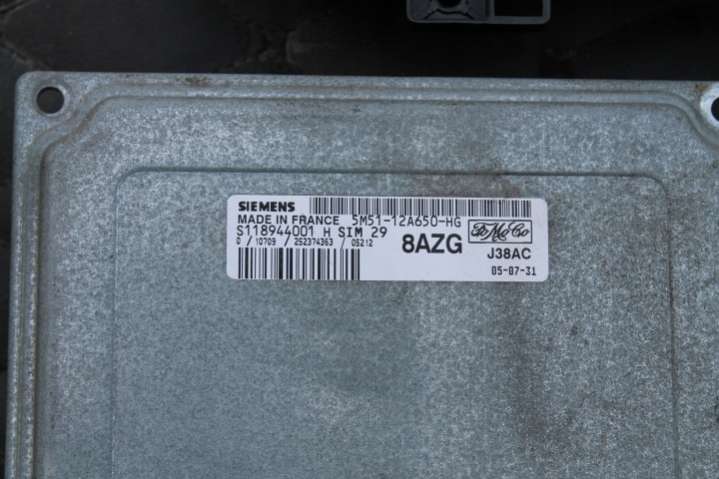 SIEMENS
MADE IN FRANCE 5M51-12A650-HG
S118944001 H SIM 29
0 / 10709 / 252374363 / 05212
8AZG
FoMoCo
J38AC
05-07-31